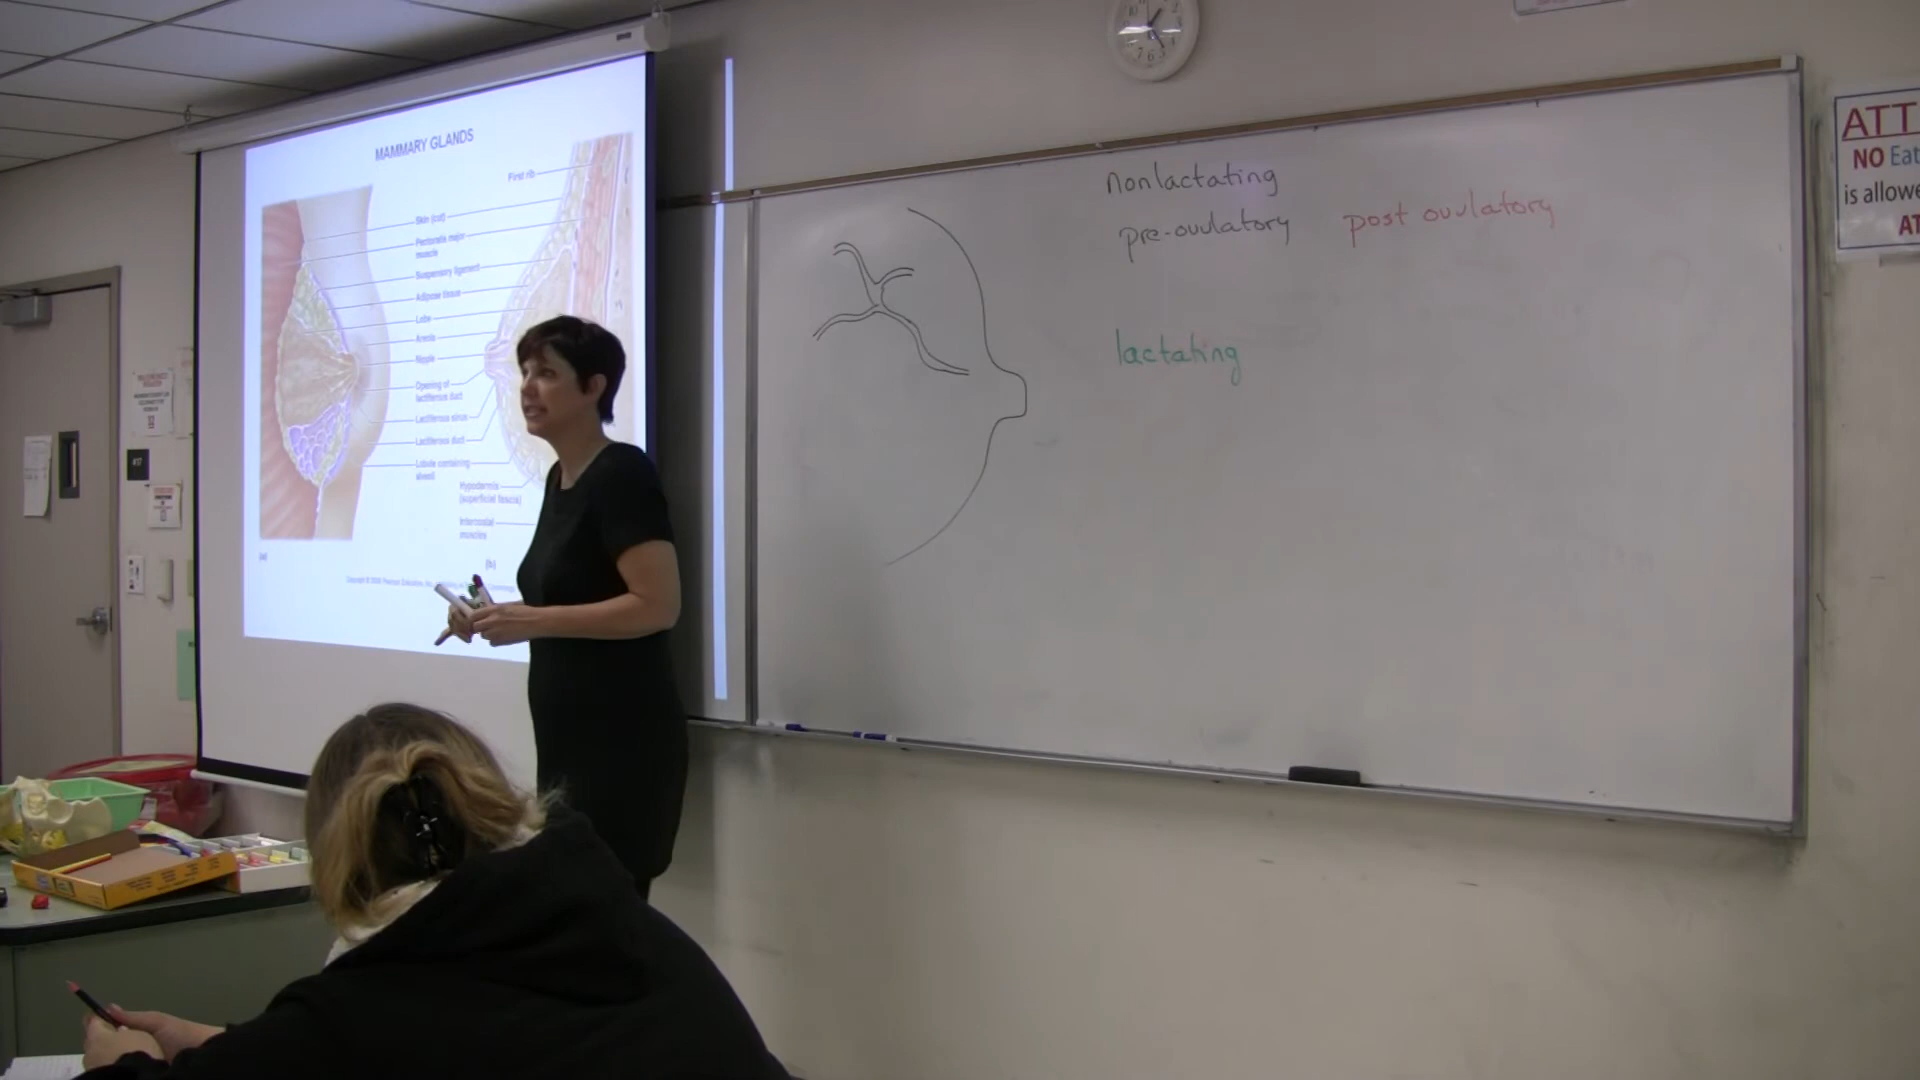 MAMMARY GLANDS
First rib
Skin (cut)
Pectoralis major
muscle
Suspensory ligament
Adipose tissue
Lobe
Areola
Nipple
Opening of
lactiferous duct
Lactiferous sinus
Lactiferous duct
Lobule containing
alveoli
Hypodermis
(superficial fascia)
Intercostal
muscles
(a)
(b)
nonlactating
pre-ovulatory post ovulatory
lactating
ATT
NO Eat
is allowe
AT